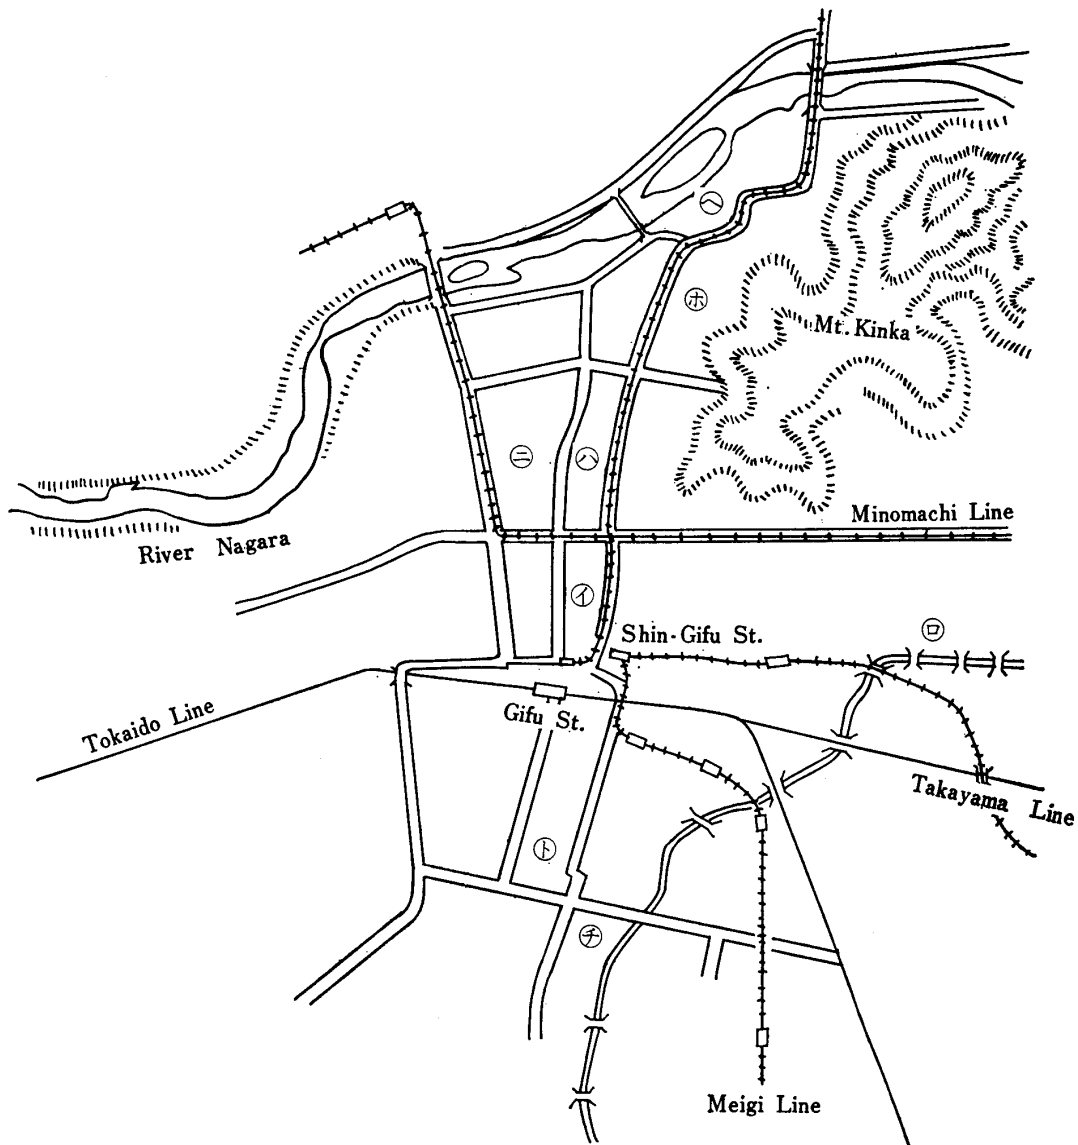 ㋬
㋭
Mt. Kinka
㋥
㋩
Minomachi Line
River Nagara
㋑
Shin-Gifu St.
㋺
Tokaido Line
Gifu St.
Takayama Line
㋣
㋠
Meigi Line